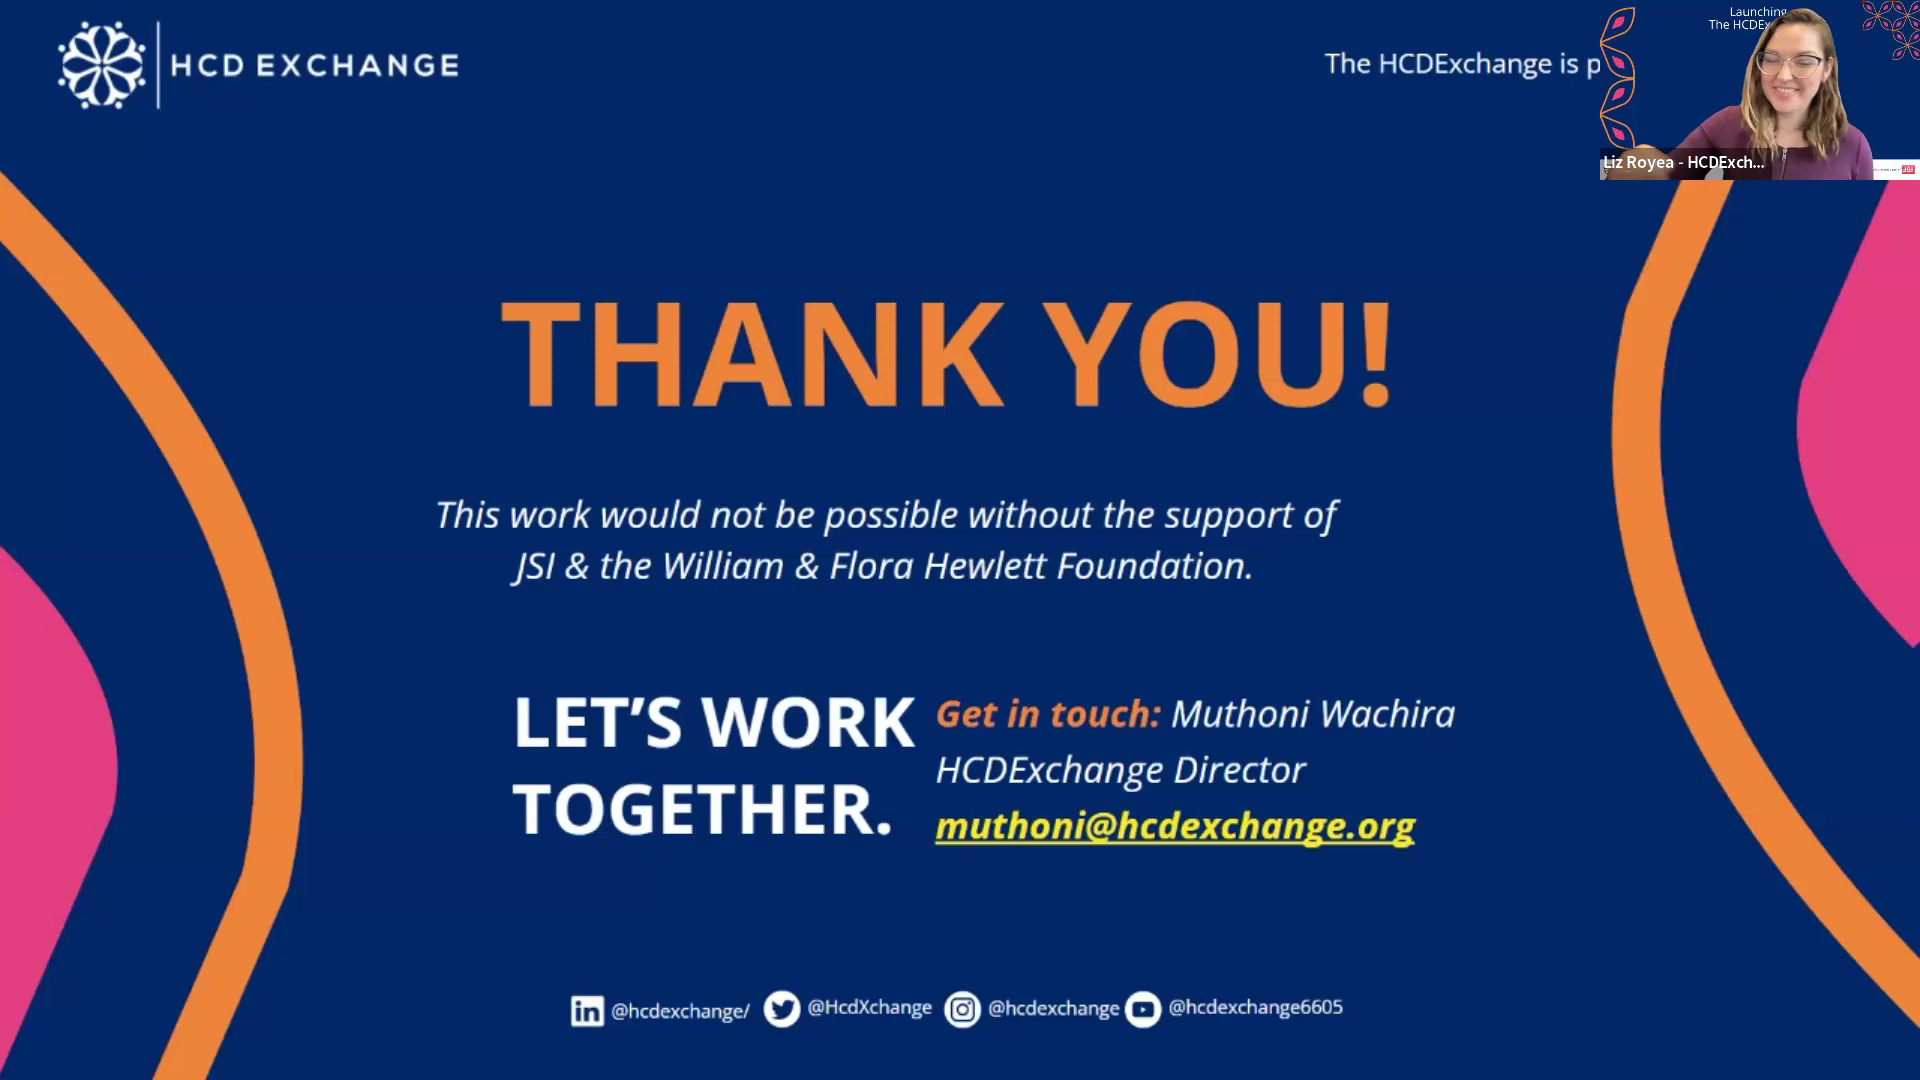 HCD EXCHANGE
The HCDExchange is p
Launching
The HCDEx
Liz Royea - HCDExch...
JSI
THANK YOU!
This work would not be possible without the support of
JSI & the William & Flora Hewlett Foundation.
LET’S WORK
TOGETHER.
Get in touch: Muthoni Wachira
HCDExchange Director
muthoni@hcdexchange.org
@hcdexchange/ @HcdXchange @hcdexchange @hcdexchange6605